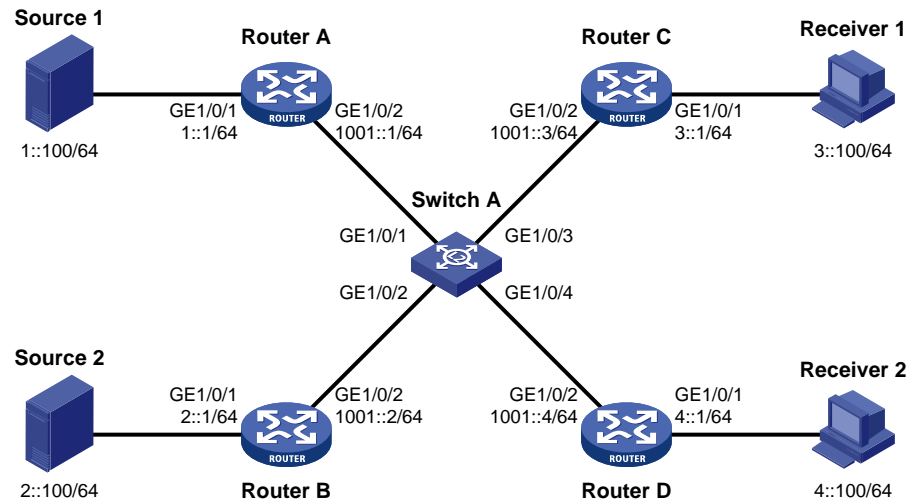 Source 1
Router A
Router C
Receiver 1
GE1/0/1
1::1/64
GE1/0/2
1001::1/64
GE1/0/2
1001::3/64
GE1/0/1
3::1/64
ROUTER
ROUTER
1::100/64
3::100/64
Switch A
GE1/0/1
GE1/0/3
GE1/0/2
GE1/0/4
Source 2
Receiver 2
GE1/0/1
2::1/64
GE1/0/2
1001::2/64
GE1/0/2
1001::4/64
GE1/0/1
4::1/64
ROUTER
ROUTER
2::100/64
Router B
Router D
4::100/64